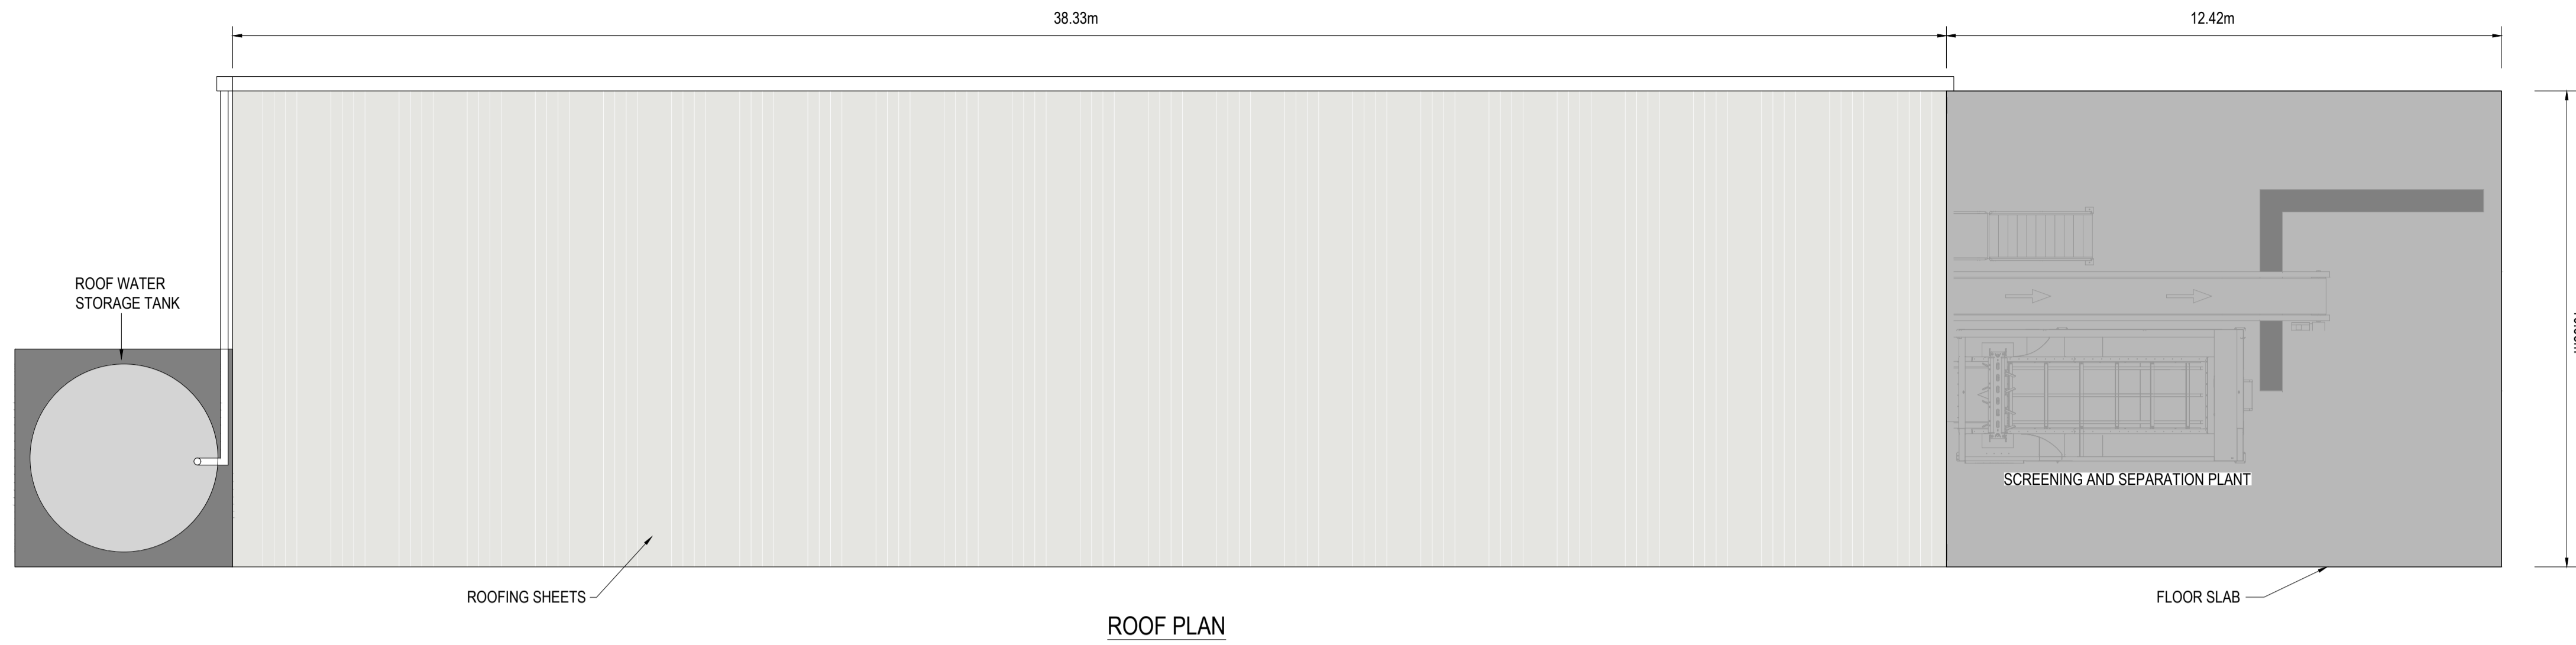 38.33m
12.42m
ROOF WATER
STORAGE TANK
SCREENING AND SEPARATION PLANT
ROOFING SHEETS
FLOOR SLAB
ROOF PLAN